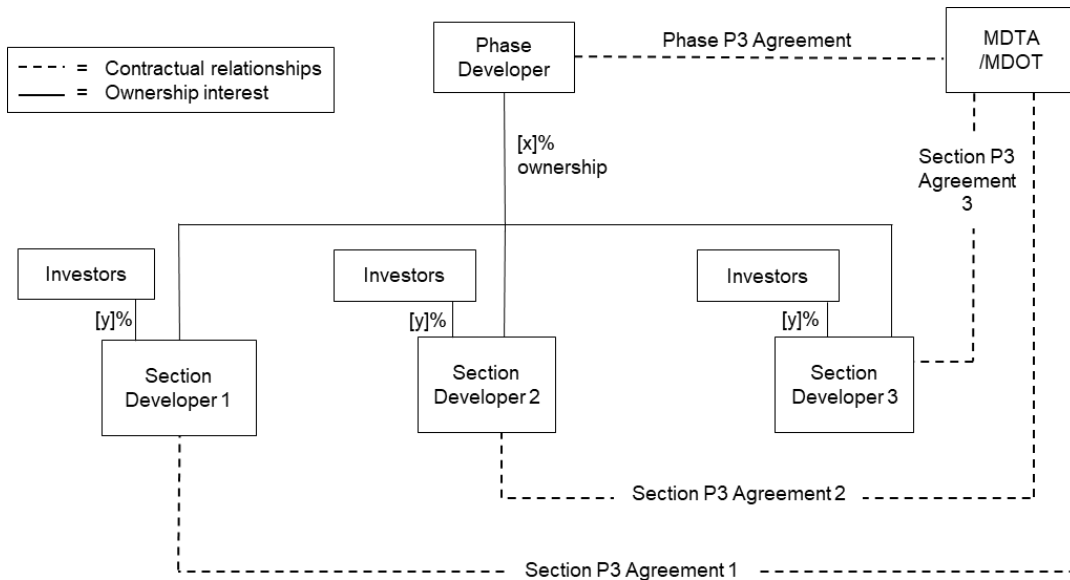 Phase
Developer
Phase P3 Agreement
MDTA
/MDOT
= Contractual relationships
= Ownership interest
[x]%
ownership
Section P3
Agreement
3
Investors
[y]%
Section
Developer 1
Investors
[y]%
Section
Developer 2
Investors
[y]%
Section
Developer 3
Section P3 Agreement 2
Section P3 Agreement 1